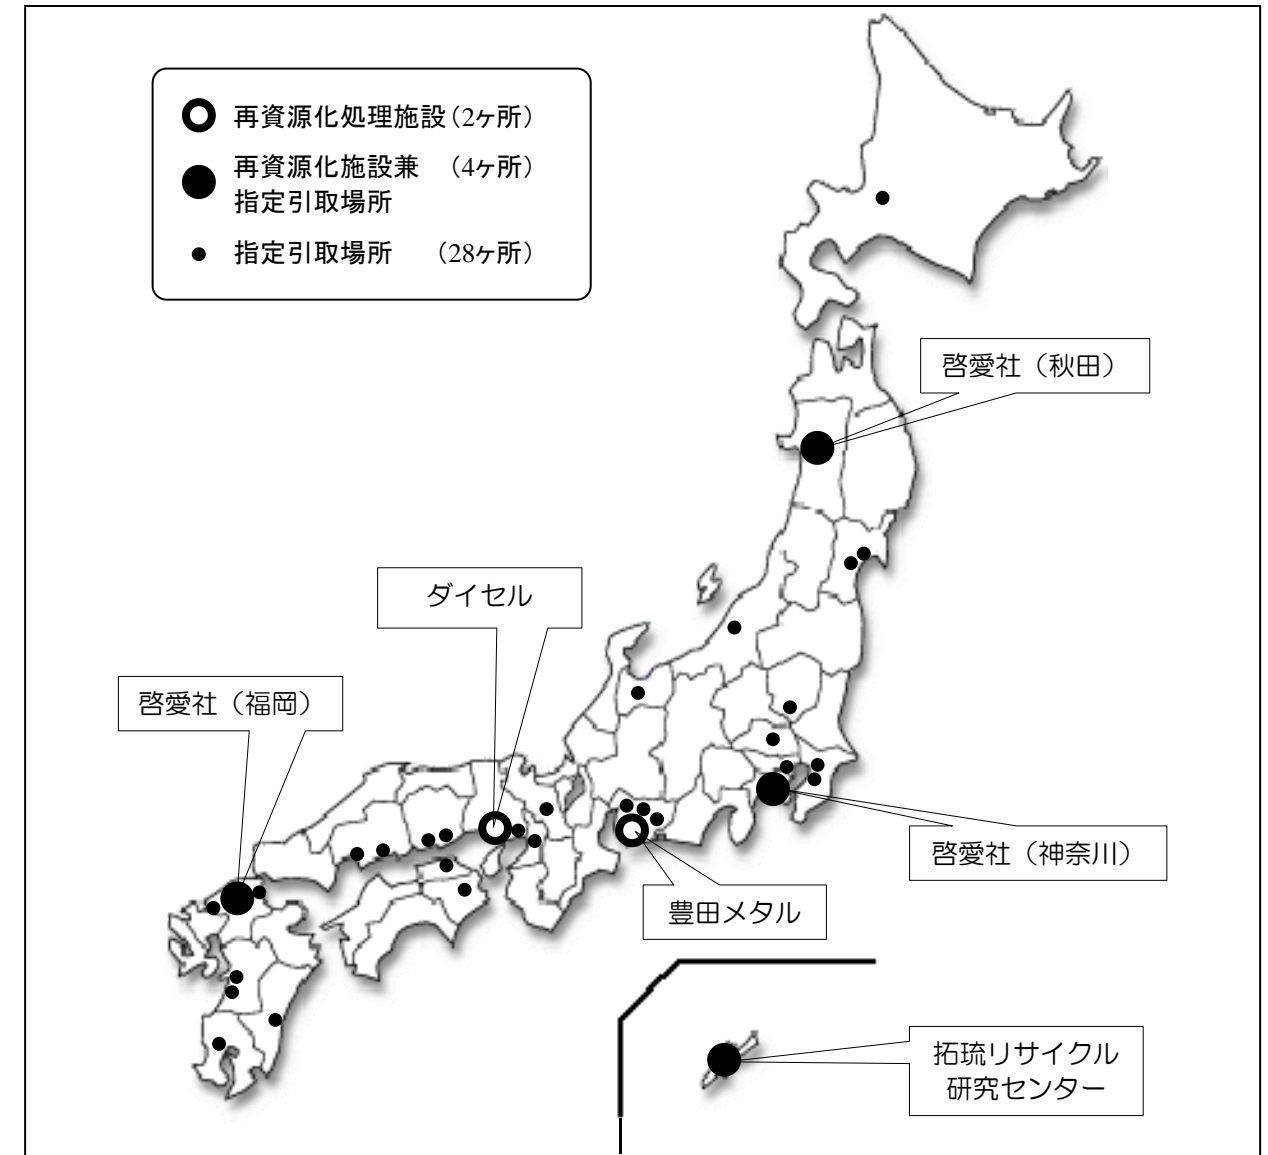 再資源化処理施設（2ヶ所）
再資源化施設兼　（4ヶ所）
指定引取場所
指定引取場所　（28ヶ所）
啓愛社（秋田）
ダイセル
啓愛社（福岡）
啓愛社（神奈川）
豊田メタル
拓琉リサイクル
研究センター